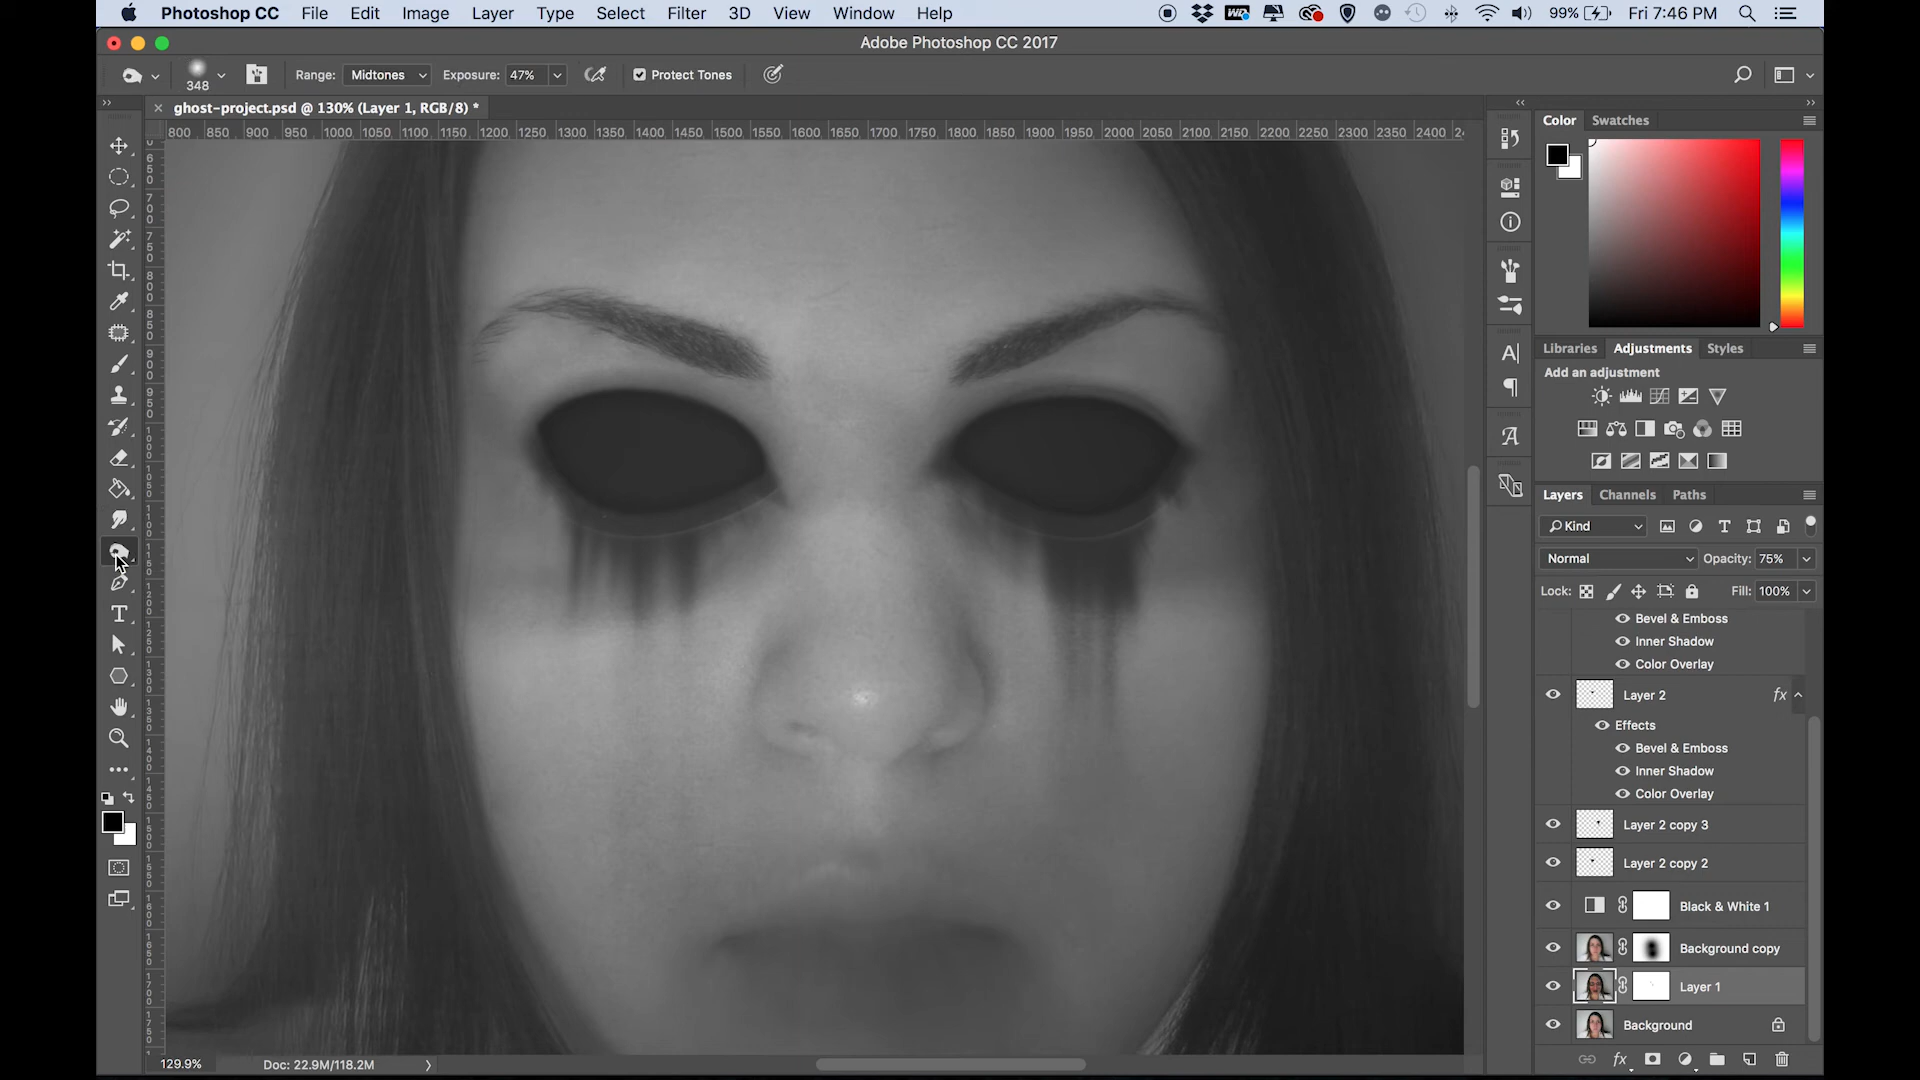 Photoshop CC File Edit Image Layer Type Select Filter 3D View Window Help 99% Fri 7:46 PM
Adobe Photoshop CC 2017
348 Range: Midtones Exposure: 47% Protect Tones
ghost-project.psd @ 130% (Layer 1, RGB/8) *
800 850 900 950 1000 1050 1100 1150 1200 1250 1300 1350 1400 1450 1500 1550 1600 1650 1700 1750 1800 1850 1900 1950 2000 2050 2100 2150 2200 2250 2300 2350 2400
Color Swatches
Libraries Adjustments Styles
Add an adjustment
Layers Channels Paths
Kind
Normal Opacity: 75%
Lock: Fill: 100%
Bevel & Emboss
Inner Shadow
Color Overlay
Layer 2 fx
Effects
Bevel & Emboss
Inner Shadow
Color Overlay
Layer 2 copy 3
Layer 2 copy 2
Black & White 1
Background copy
Layer 1
Background
129.9% Doc: 22.9M/118.2M